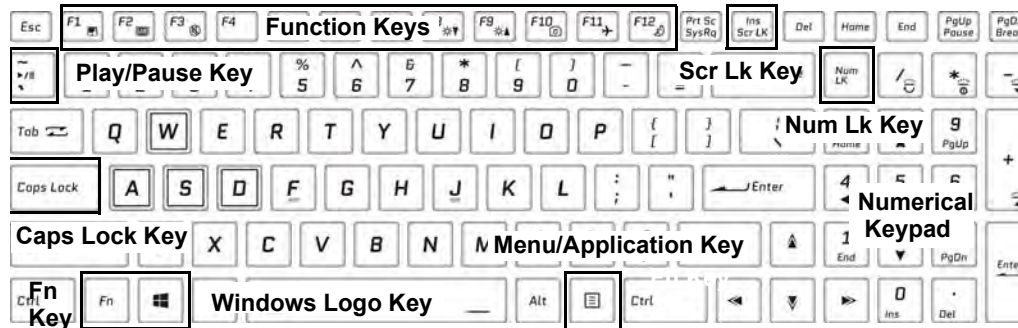 Esc F1 F2 F3 F4 Function Keys F9 F10 F11 F12 Prt Sc Ins Del Home End PgUp
SysRq Scr LK Pause
~ Play/Pause Key % ^ & * ( ) _ Scr Lk Key Num / * -
5 6 7 8 9 0 - = LK
Tab Q W E R T Y U I O P { } Num Lk Key 9
[ ] \ Home PgUp
+
Caps Lock A S D F G H J K L : " Enter 4 5 6
; '
Numerical
Keypad
Caps Lock Key X C V B N M Menu/Application Key 1
End PgDn
Ctrl Fn Key Fn Windows Logo Key Alt Ctrl 0 .
Ins Del